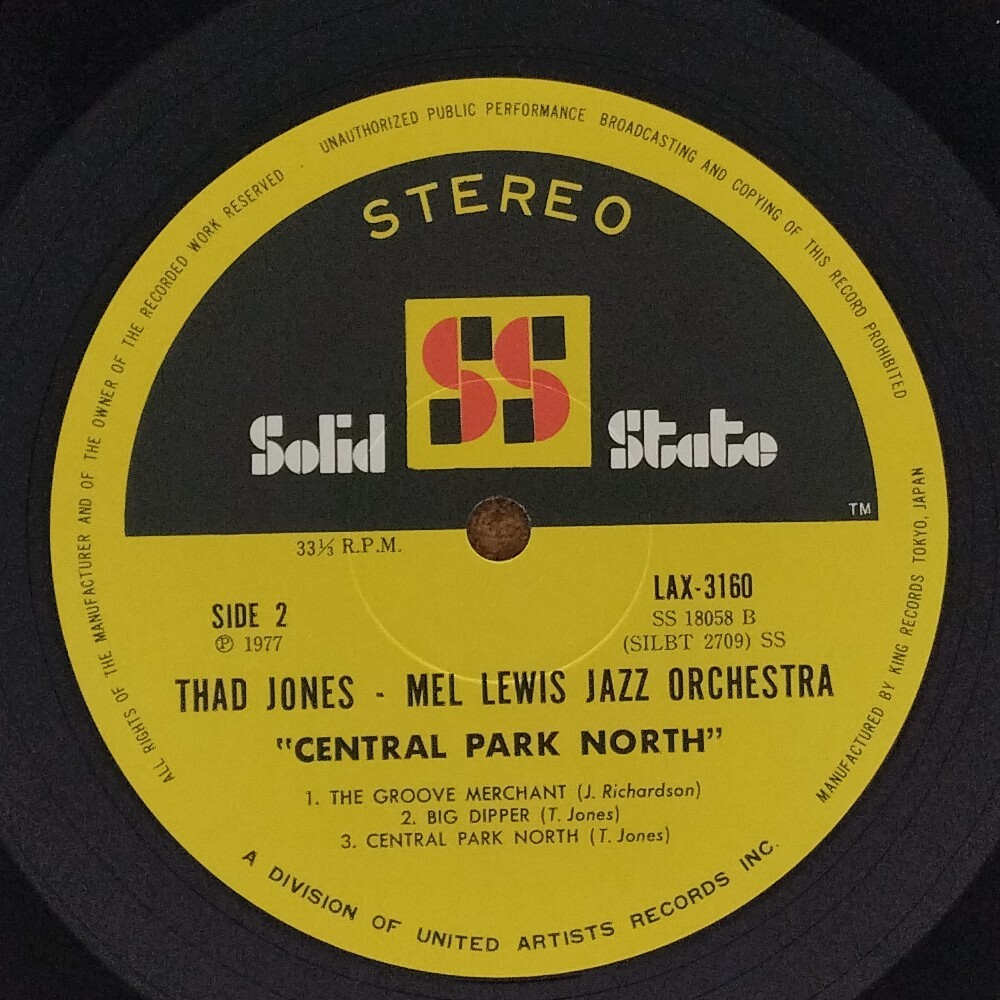 ALL RIGHTS OF THE MANUFACTURER AND OF THE OWNER OF THE RECORDED WORK RESERVED
UNAUTHORIZED PUBLIC PERFORMANCE BROADCASTING AND COPYING OF THIS RECORD PROHIBITED
MANUFACTURED BY KING RECORDS TOKYO, JAPAN
STEREO
SS
Solid State
TM
33⅓ R.P.M.
SIDE 2
℗ 1977
LAX-3160
SS 18058 B
(SILBT 2709) SS
THAD JONES - MEL LEWIS JAZZ ORCHESTRA
"CENTRAL PARK NORTH"
1. THE GROOVE MERCHANT (J. Richardson)
2. BIG DIPPER (T. Jones)
3. CENTRAL PARK NORTH (T. Jones)
A DIVISION OF UNITED ARTISTS RECORDS INC.